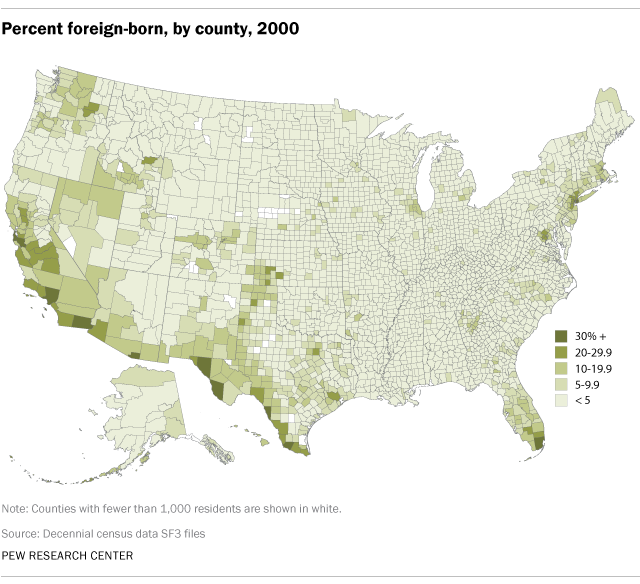 Percent foreign-born, by county, 2000
30% +
20-29.9
10-19.9
5-9.9
< 5
Note: Counties with fewer than 1,000 residents are shown in white.
Source: Decennial census data SF3 files
PEW RESEARCH CENTER